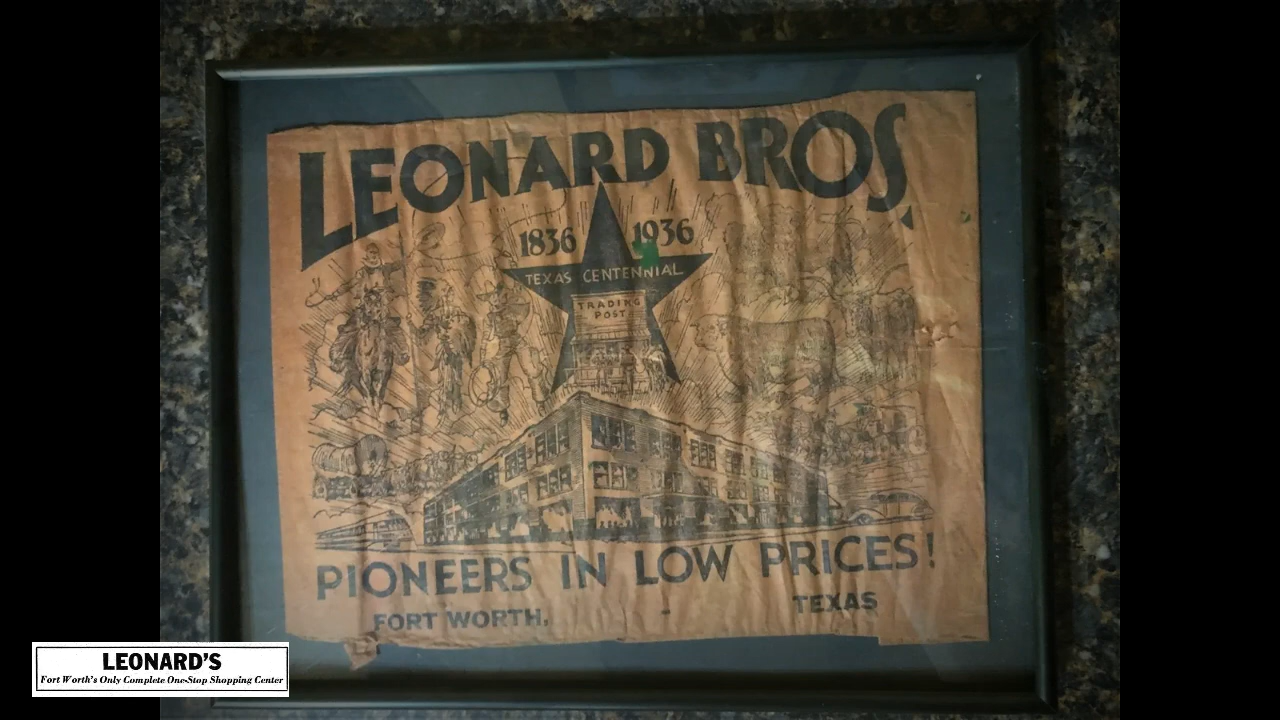 LEONARD BROS.
1836 1936
TEXAS CENTENNIAL
TRADING
POST
PIONEERS IN LOW PRICES!
FORT WORTH, - TEXAS
LEONARD'S
Fort Worth's Only Complete One-Stop Shopping Center